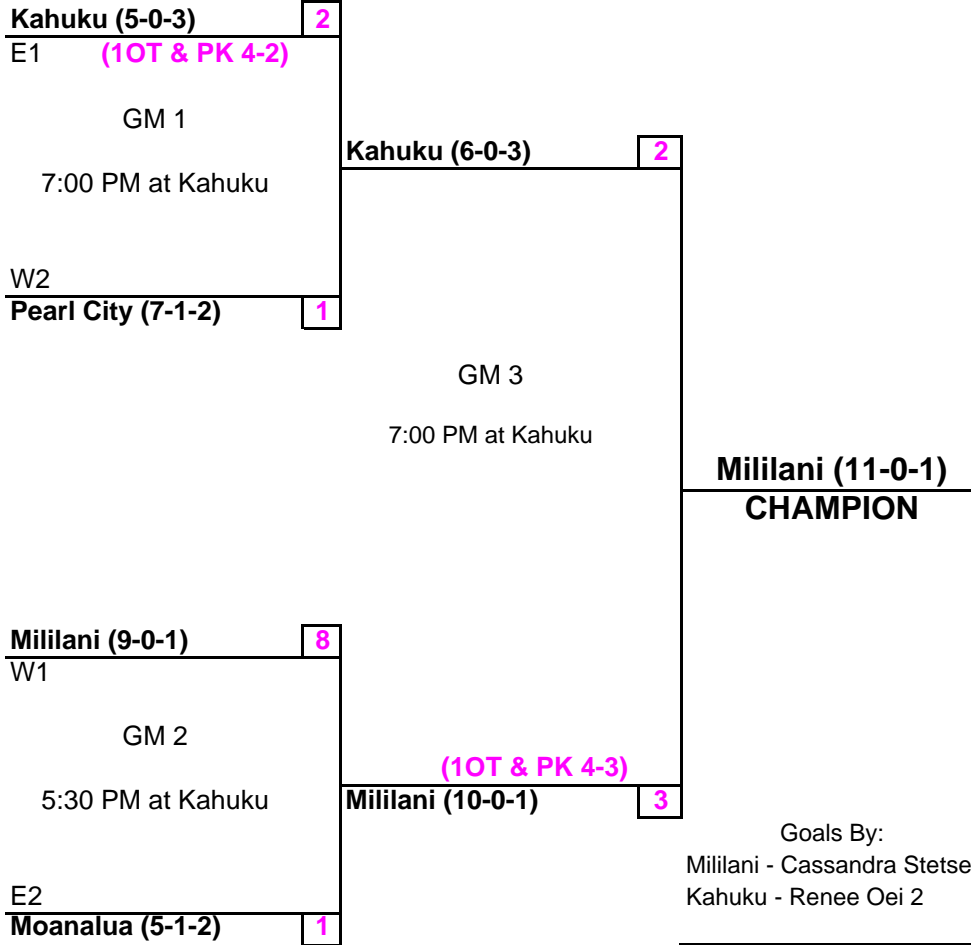 Kahuku (5-0-3) 2
E1 (1OT & PK 4-2)
GM 1
7:00 PM at Kahuku
W2
Pearl City (7-1-2) 1
Kahuku (6-0-3) 2
GM 3
7:00 PM at Kahuku
Mililani (11-0-1)
CHAMPION
Mililani (9-0-1) 8
W1
GM 2
5:30 PM at Kahuku
E2
Moanalua (5-1-2) 1
(1OT & PK 4-3)
Mililani (10-0-1) 3
Goals By:
Mililani - Cassandra Stetse
Kahuku - Renee Oei 2